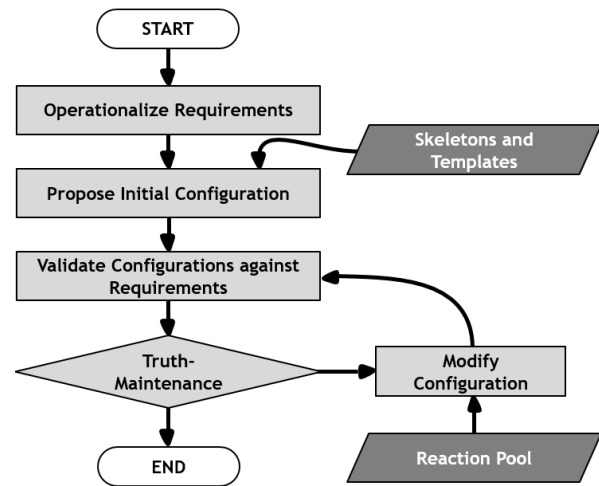 START
Operationalize Requirements
Skeletons and
Templates
Propose Initial Configuration
Validate Configurations against
Requirements
Truth-
Maintenance
Modify
Configuration
END
Reaction Pool